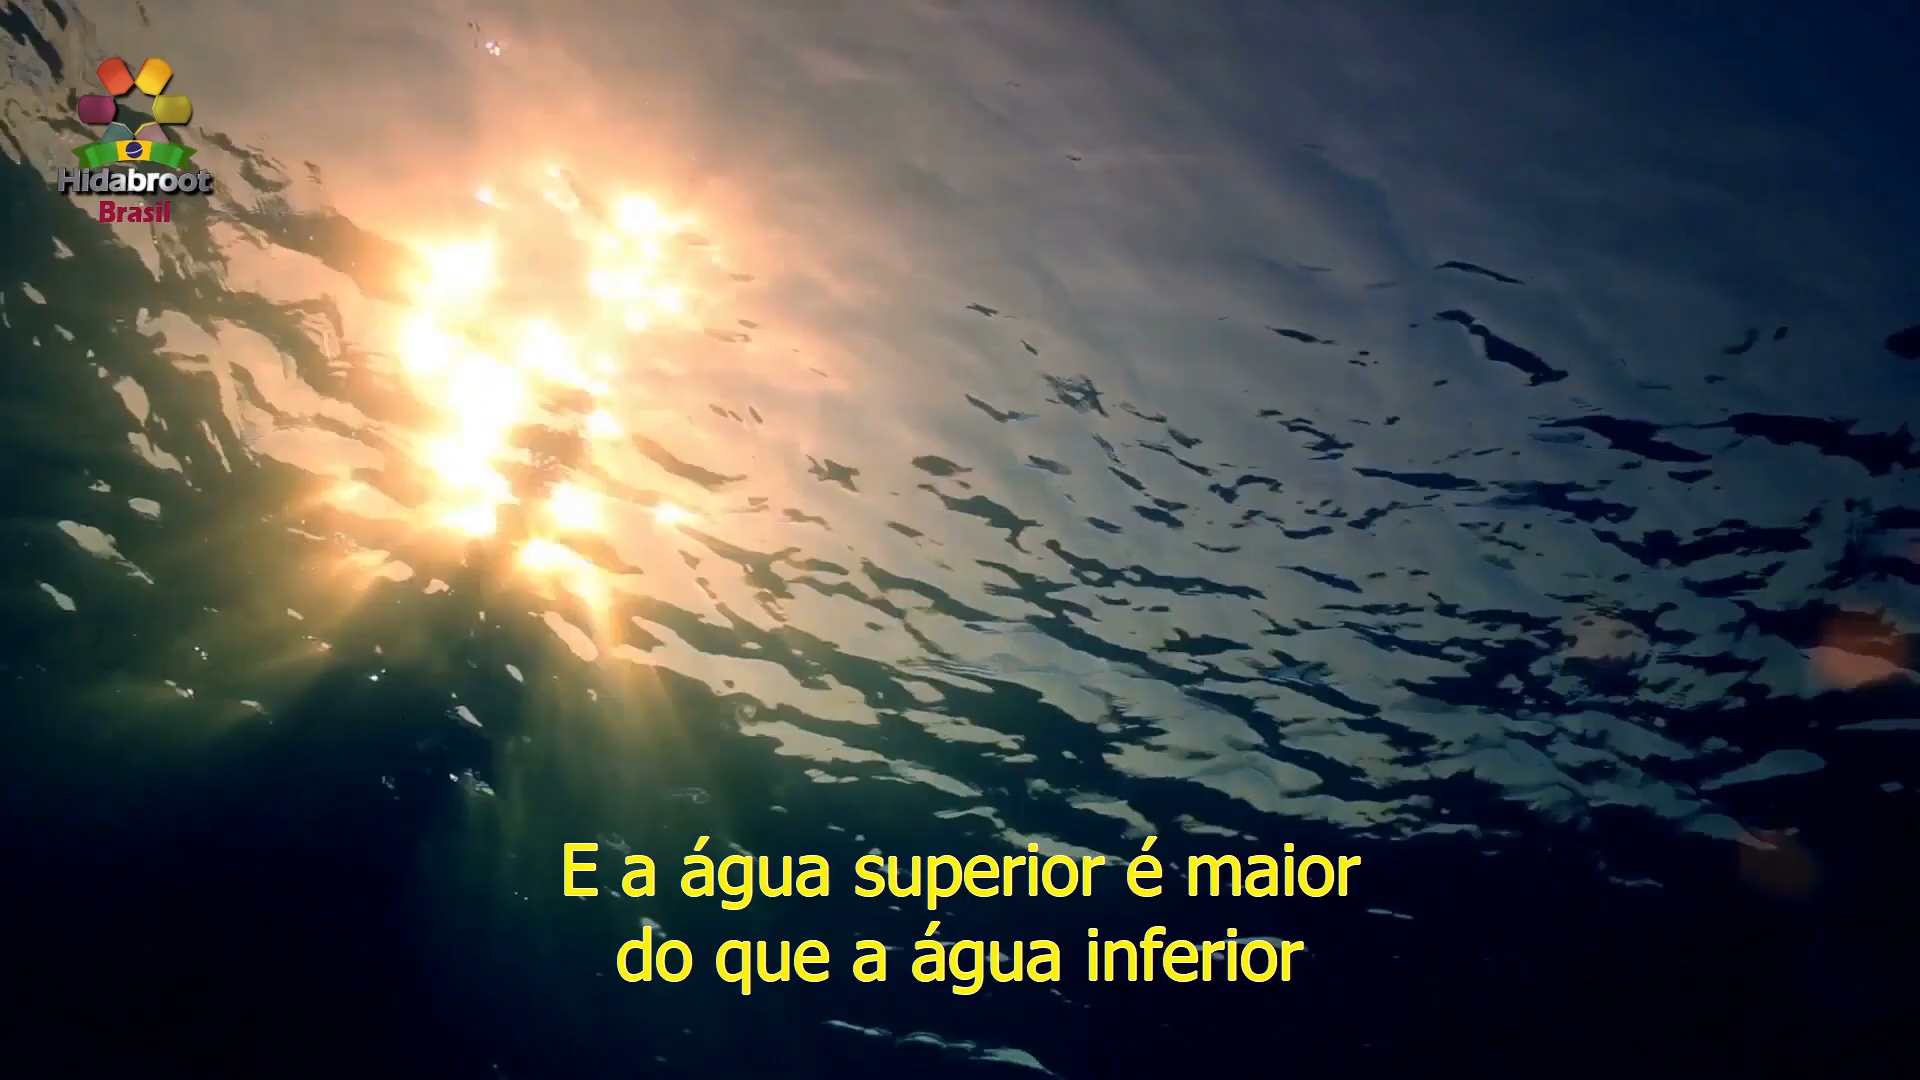 Hidabroot
Brasil
E a água superior é maior
do que a água inferior